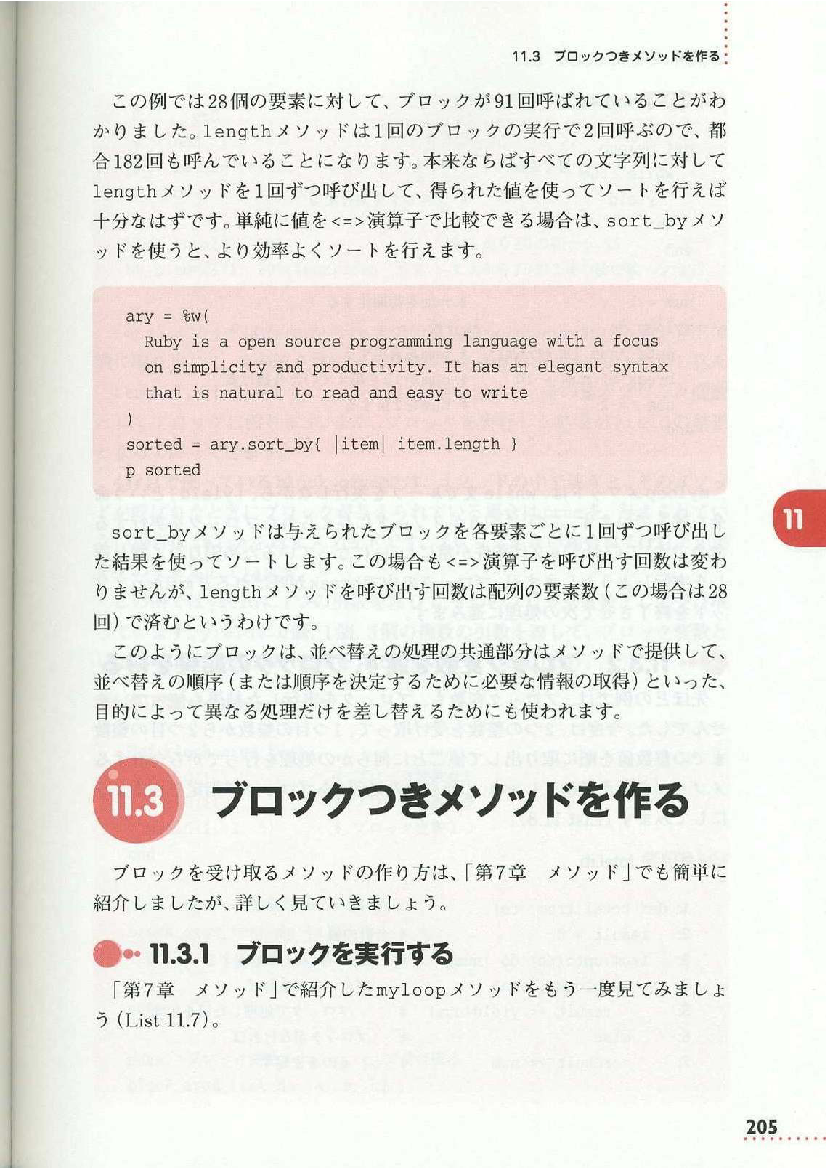 11.3 ブロックつきメソッドを作る
この例では28個の要素に対して、ブロックが91回呼ばれていることがわ
かりました。lengthメソッドは1回のブロックの実行で2回呼ぶので、都
合182回も呼んでいることになります。本来ならばすべての文字列に対して
lengthメソッドを1回ずつ呼び出して、得られた値を使ってソートを行えば
十分なはずです。単純に値を<=>演算子で比較できる場合は、sort_byメソ
ッドを使うと、より効率よくソートを行えます。
ary = %w(
Ruby is a open source programming language with a focus
on simplicity and productivity. It has an elegant syntax
that is natural to read and easy to write
)
sorted = ary.sort_by{ |item| item.length }
p sorted
11
sort_byメソッドは与えられたブロックを各要素ごとに1回ずつ呼び出し
た結果を使ってソートします。この場合も<=>演算子を呼び出す回数は変わ
りませんが、lengthメソッドを呼び出す回数は配列の要素数(この場合は28
回)で済むというわけです。
このようにブロックは、並べ替えの処理の共通部分はメソッドで提供して、
並べ替えの順序(または順序を決定するために必要な情報の取得)といった、
目的によって異なる処理だけを差し替えるためにも使われます。
11.3 ブロックつきメソッドを作る
ブロックを受け取るメソッドの作り方は、「第7章 メソッド」でも簡単に
紹介しましたが、詳しく見ていきましょう。
11.3.1 ブロックを実行する
「第7章 メソッド」で紹介したmyloopメソッドをもう一度見てみましょ
う(List 11.7)。
205